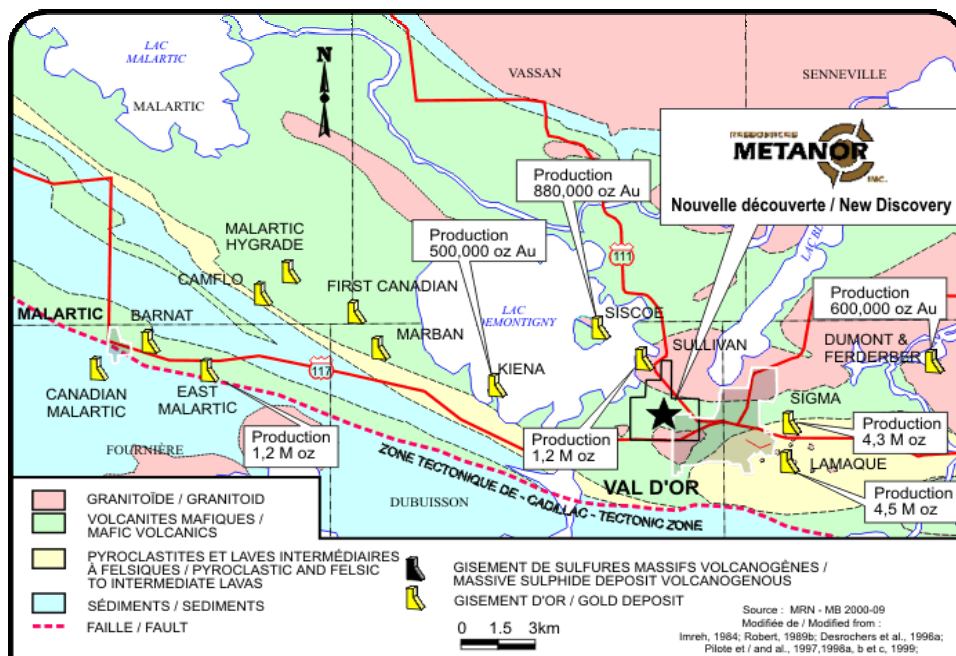 LAC
MALARTIC
MALARTIC
N
VASSAN
SENNEVILLE
RESSOURCES
METANOR
INC.
Nouvelle découverte / New Discovery
Production
880,000 oz Au
MALARTIC
HYGRADE
Production
500,000 oz Au
111
CAMFLO
FIRST CANADIAN
LAC
Production
600,000 oz Au
MALARTIC
BARNAT
MARBAN
SISCOE
SULLIVAN
DUMONT &
FERDERBER
117
KIENA
CANADIAN
MALARTIC
EAST
MALARTIC
SIGMA
Production
1,2 M oz
Production
1,2 M oz
Production
4,3 M oz
FOURNIÈRE
LAMAQUE
ZONE TECTONIQUE DE - CADILLAC - TECTONIC ZONE
VAL D'OR
DUBUISSON
Production
4,5 M oz
GRANITOÏDE / GRANITOID
VOLCANITES MAFIQUES /
MAFIC VOLCANICS
PYROCLASTITES ET LAVES INTERMÉDIAIRES
À FELSIQUES / PYROCLASTIC AND FELSIC
TO INTERMEDIATE LAVAS
SÉDIMENTS / SEDIMENTS
FAILLE / FAULT
GISEMENT DE SULFURES MASSIFS VOLCANOGÈNES /
MASSIVE SULPHIDE DEPOSIT VOLCANOGENOUS
GISEMENT D'OR / GOLD DEPOSIT
0 1.5 3km
Source : MRN - MB 2000-09
Modifiée de / Modified from :
Imreh, 1984; Robert, 1989b; Desrochers et al., 1996a;
Pilote et / and al., 1997,1998a, b et c, 1999;